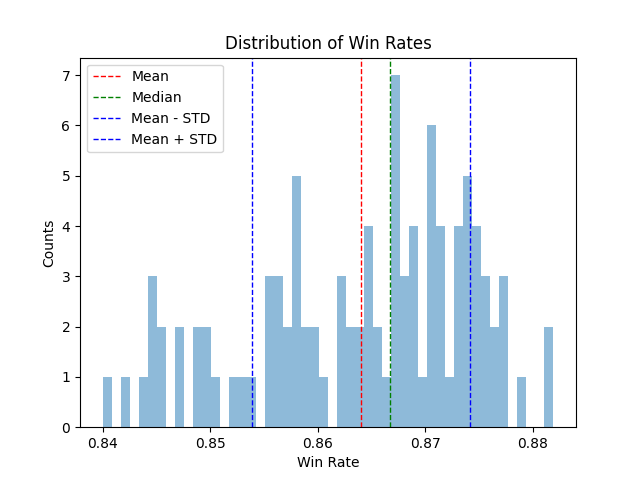 Distribution of Win Rates
Mean
Median
Mean - STD
Mean + STD
7
6
5
4
3
2
1
0
Counts
0.84 0.85 0.86 0.87 0.88
Win Rate